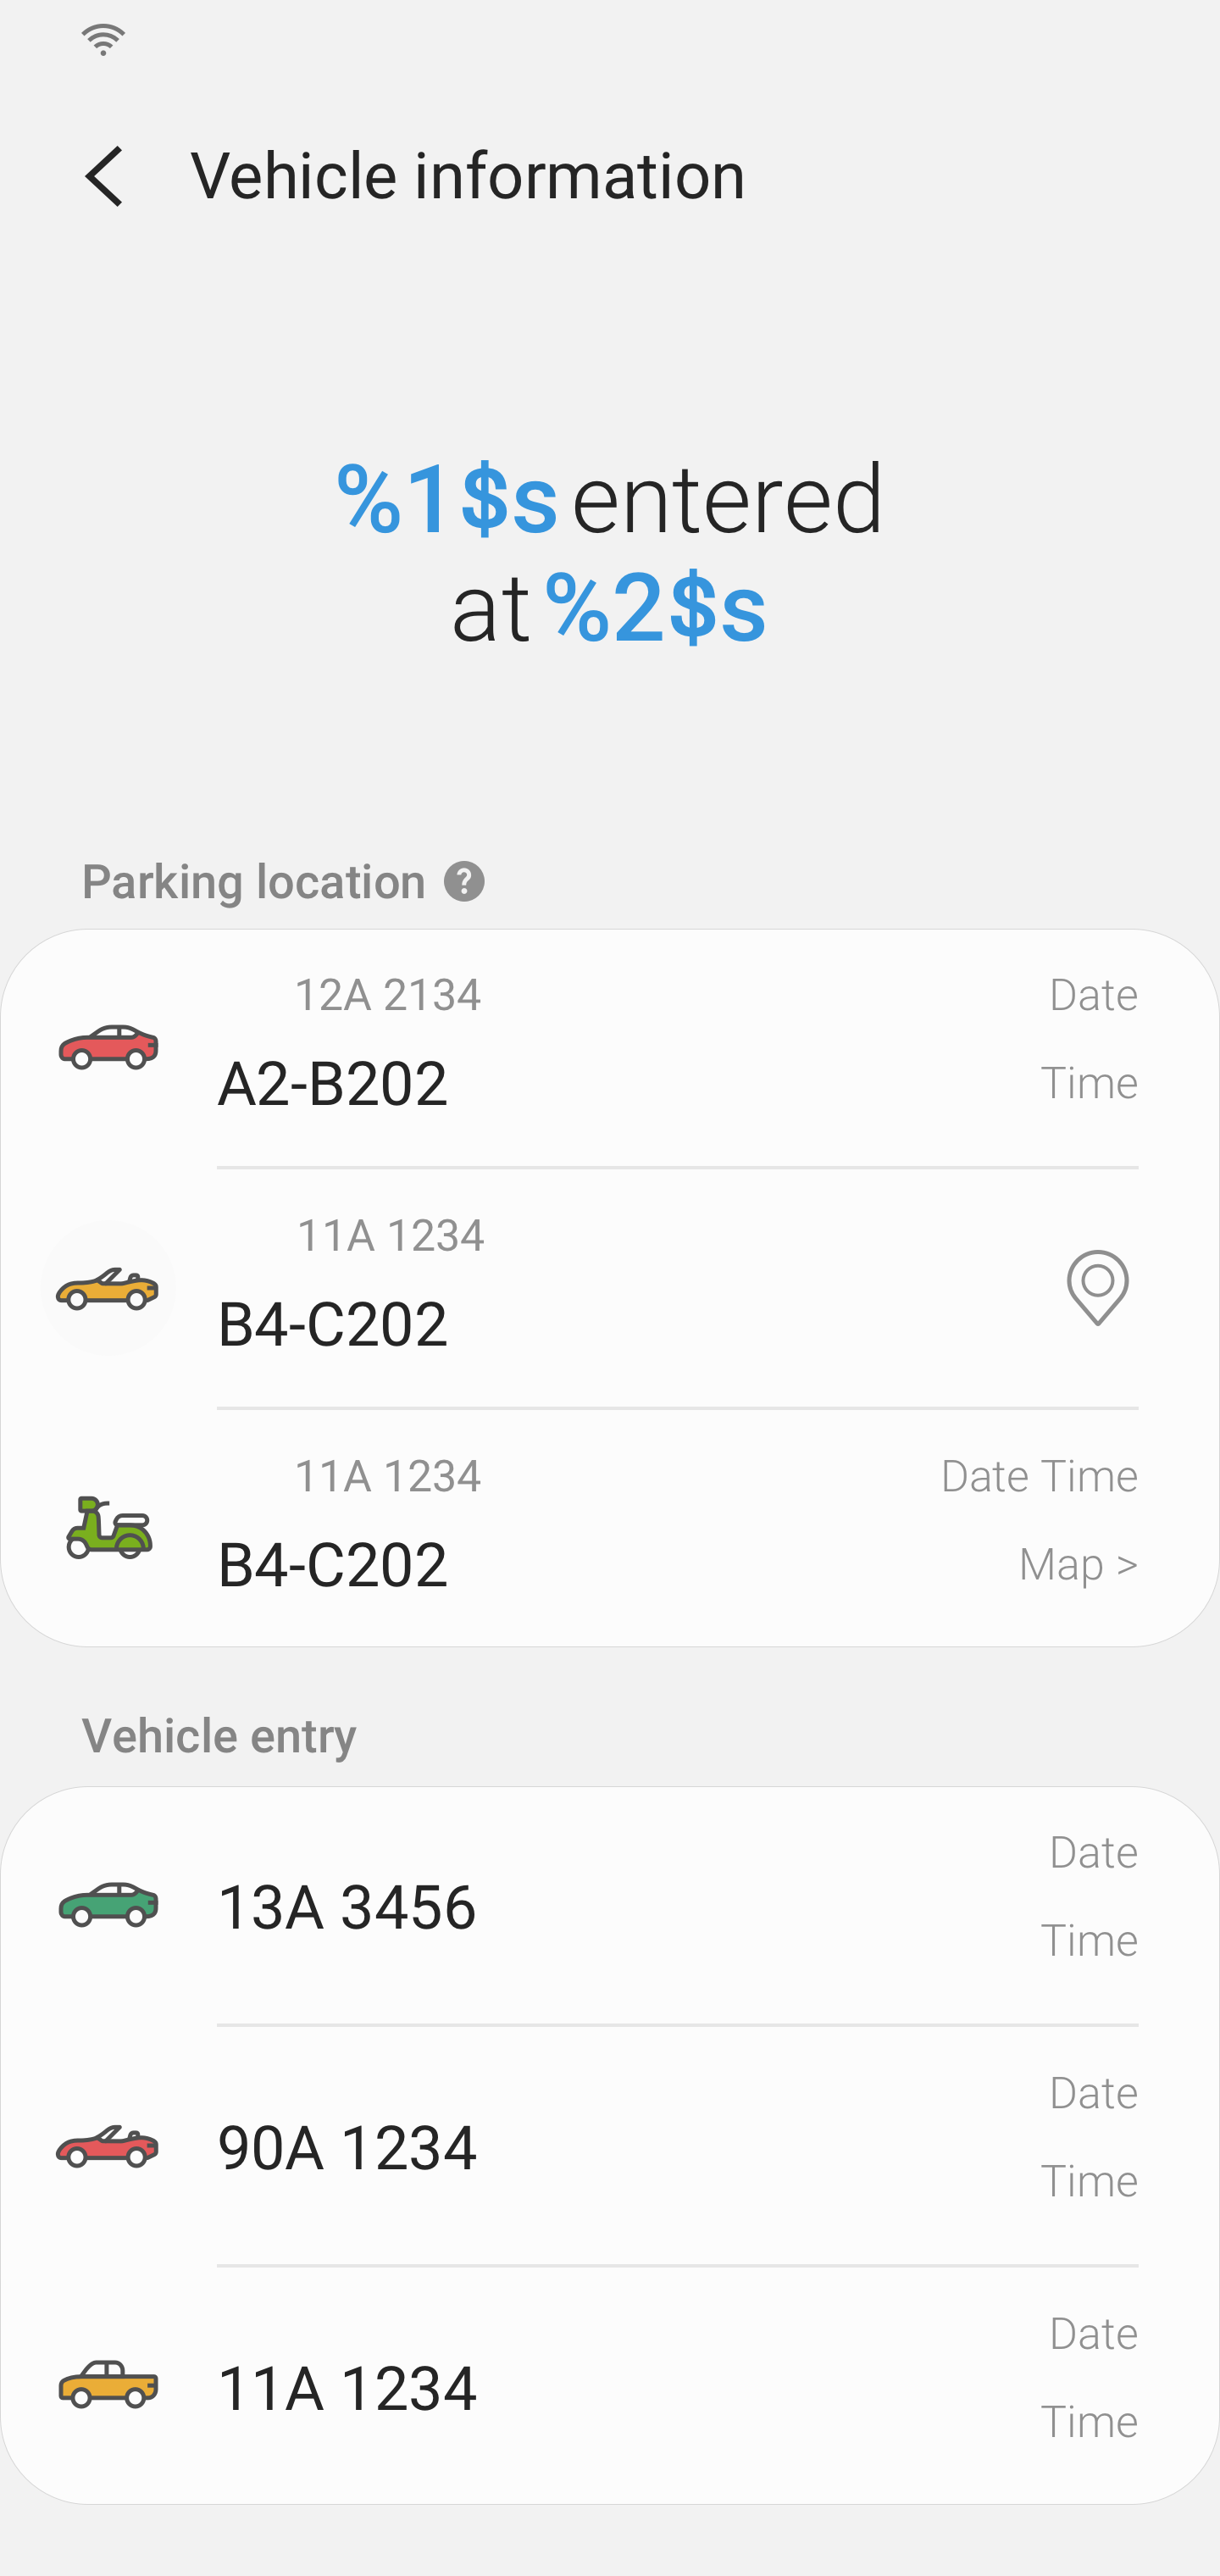 Vehicle information
%1$s entered
at %2$s
Parking location ?
12A 2134
Date
A2-B202
Time
11A 1234
B4-C202
11A 1234
Date Time
B4-C202
Map >
Vehicle entry
Date
13A 3456
Time
Date
90A 1234
Time
Date
11A 1234
Time